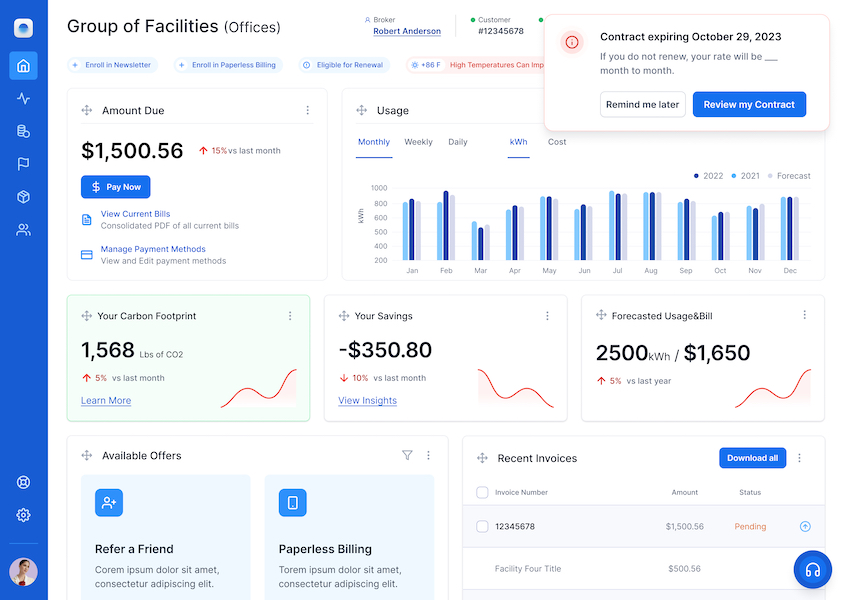 Group of Facilities (Offices)
Broker
Robert Anderson
Customer
#12345678
Contract expiring October 29, 2023
If you do not renew, your rate will be ___
month to month.
Remind me later
Review my Contract
Enroll in Newsletter
Enroll in Paperless Billing
Eligible for Renewal
+86 F
High Temperatures Can Imp
Amount Due
$1,500.56
15% vs last month
Pay Now
View Current Bills
Consolidated PDF of all current bills
Manage Payment Methods
View and Edit payment methods
Usage
Monthly Weekly Daily kWh Cost
2022 2021 Forecast
kWh
1000
800
600
500
400
200
Jan Feb Mar Apr May Jun Jul Aug Sep Oct Nov Dec
Your Carbon Footprint
1,568 Lbs of CO2
5% vs last month
Learn More
Your Savings
-$350.80
10% vs last month
View Insights
Forecasted Usage&Bill
2500kWh / $1,650
5% vs last year
Available Offers
Refer a Friend
Corem ipsum dolor sit amet,
consectetur adipiscing elit.
Paperless Billing
Torem ipsum dolor sit amet,
consectetur adipiscing elit.
Recent Invoices
Download all
Invoice Number Amount Status
12345678 $1,500.56 Pending
Facility Four Title $500.56